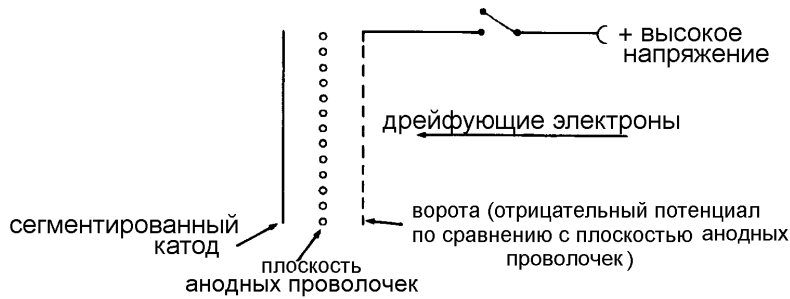 + высокое
напряжение
дрейфующие электроны
сегментированный
катод
плоскость
анодных проволочек
ворота (отрицательный потенциал
по сравнению с плоскостью анодных
проволочек)